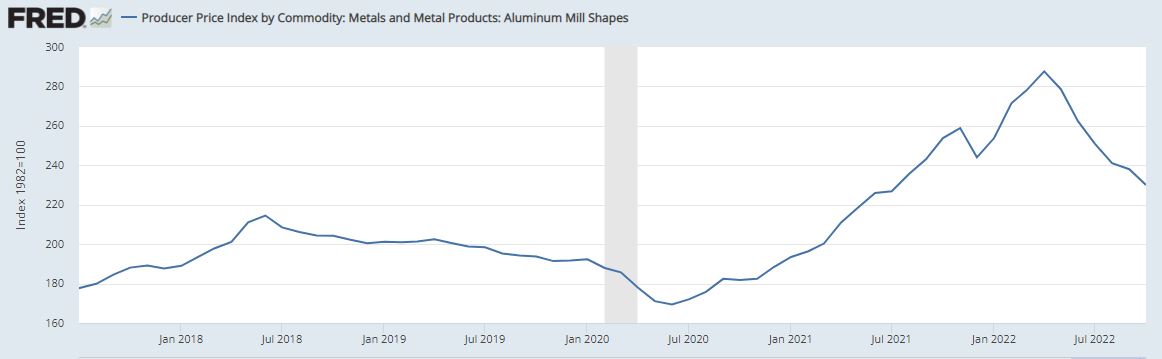 FRED Producer Price Index by Commodity: Metals and Metal Products: Aluminum Mill Shapes
Index 1982=100
300
280
260
240
220
200
180
160
Jan 2018 Jul 2018 Jan 2019 Jul 2019 Jan 2020 Jul 2020 Jan 2021 Jul 2021 Jan 2022 Jul 2022